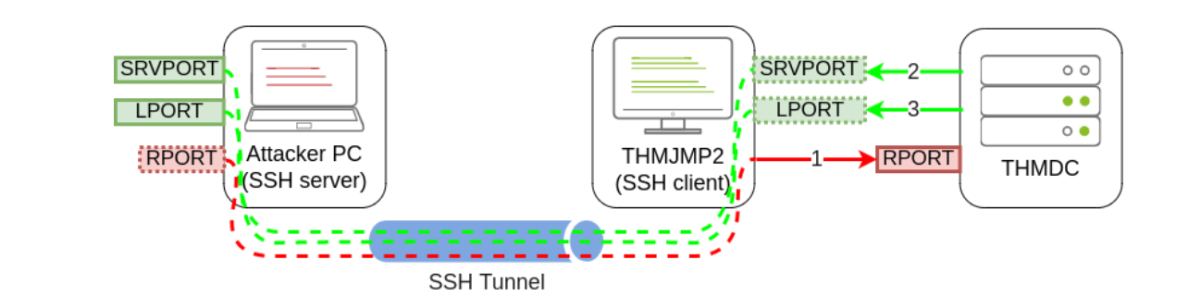 SRVPORT
LPORT
RPORT
Attacker PC
(SSH server)
SSH Tunnel
THMJMP2
(SSH client)
SRVPORT
LPORT
2
3
1
RPORT
THMDC